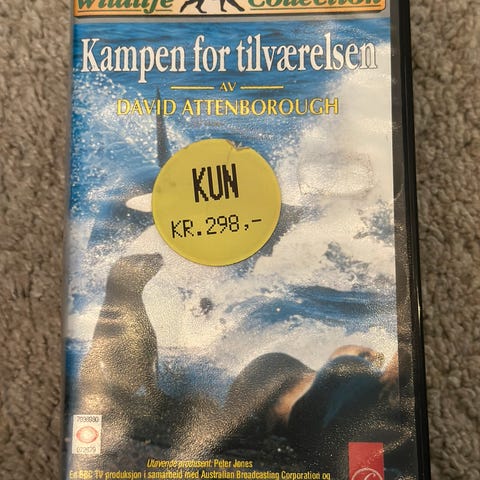 Wildlife Collection
Kampen for tilværelsen
AV
DAVID ATTENBOROUGH
KUN
KR.298,-
Utøvende produsent: Peter Jones
En BBC TV produksjon i samarbeid med Australian Broadcasting Corporation og